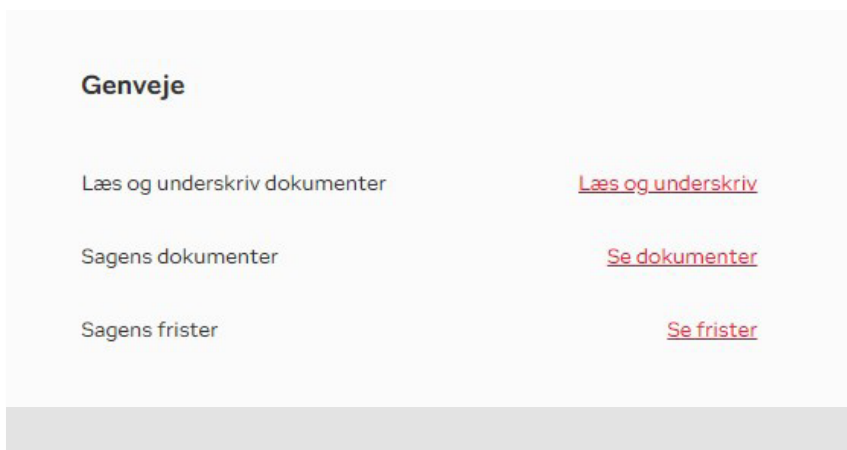 Genveje
Læs og underskriv dokumenter Læs og underskriv
Sagens dokumenter Se dokumenter
Sagens frister Se frister